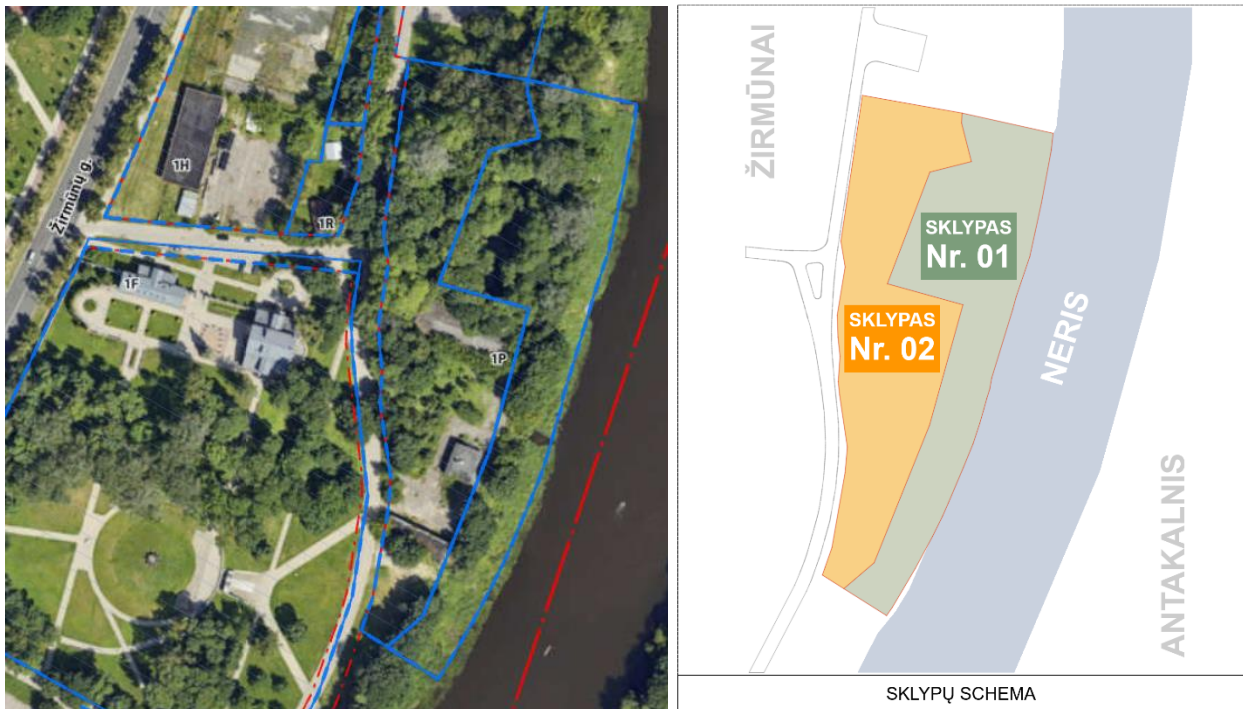 Žirmūnų g.
1H
1R
1F
1P
ŽIRMŪNAI
SKLYPAS
Nr. 01
SKLYPAS
Nr. 02
NERIS
ANTAKALNIS
SKLYPŲ SCHEMA